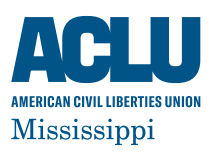 ACLU
AMERICAN CIVIL LIBERTIES UNION
Mississippi